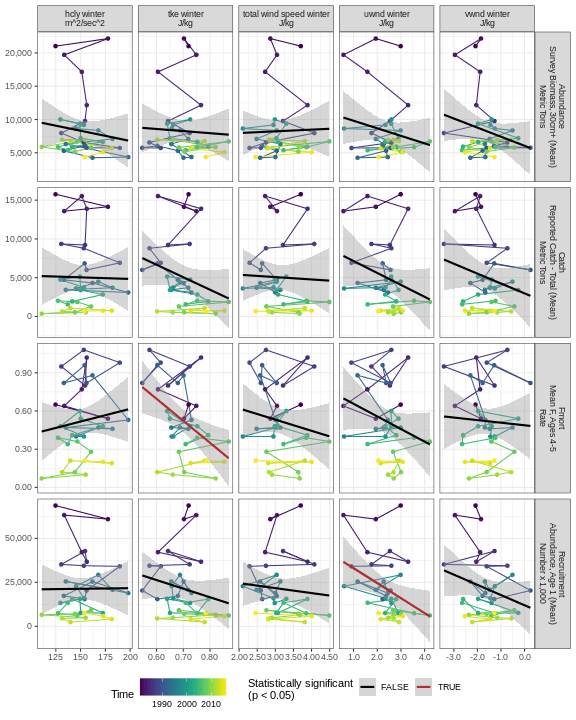 hdy winter
m^2/sec^2
tke winter
J/kg
total wind speed winter
J/kg
uwnd winter
J/kg
vwnd winter
J/kg
20,000
15,000
10,000
5,000
Abundance
Survey Biomass, 30cm+ (Mean)
Metric Tons
15,000
10,000
5,000
0
Catch
Reported Catch - Total (Mean)
Metric Tons
0.90
0.60
0.30
0.00
Fmort
Mean F, Ages 4-5
Rate
50,000
25,000
0
Recruitment
Abundance, Age 1 (Mean)
Number x 1,000
125 150 175 200
0.60 0.70 0.80
2.00 2.50 3.00 3.50 4.00 4.50
1.0 2.0 3.0 4.0
-3.0 -2.0 -1.0 0.0
Time
1990 2000 2010
Statistically significant
(p < 0.05)
FALSE
TRUE